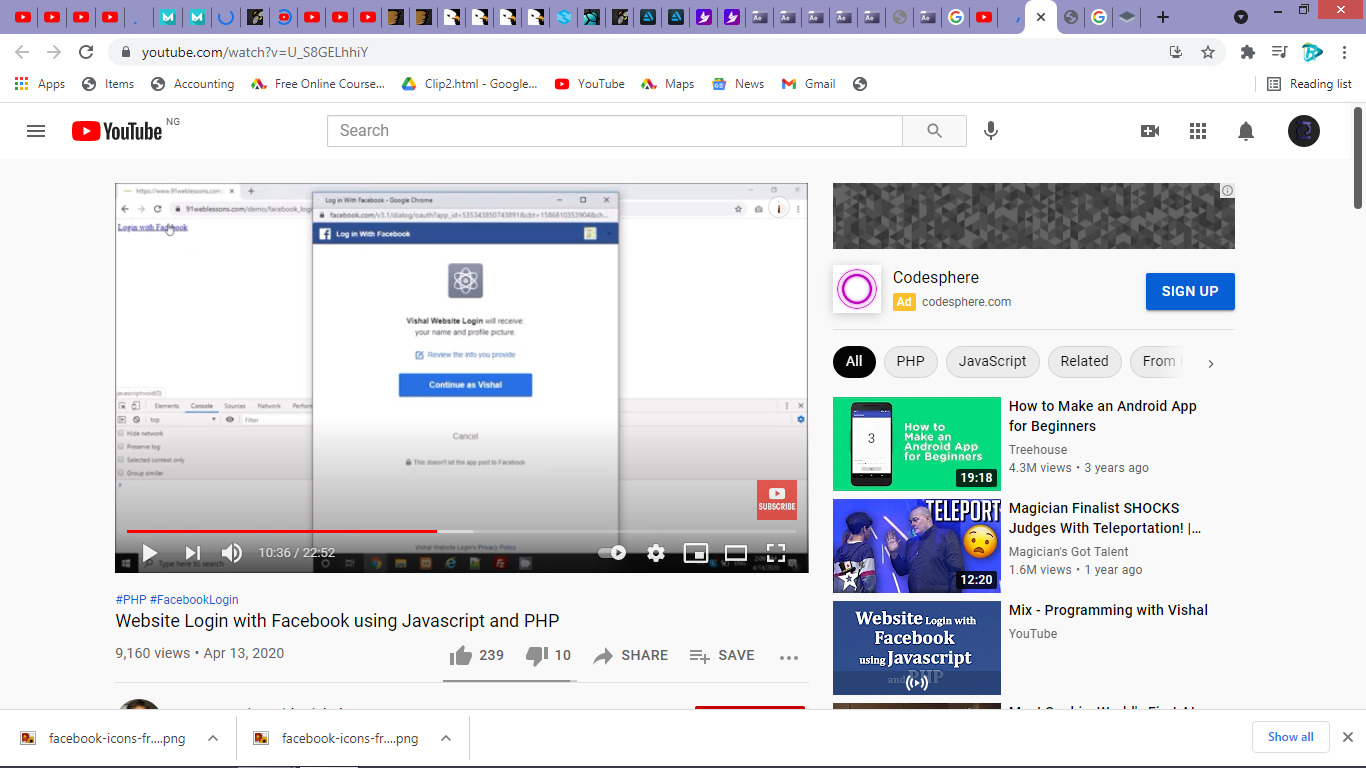 youtube.com/watch?v=U_S8GELhhiY
Apps
Items
Accounting
Free Online Course...
Clip2.html - Google...
YouTube
Maps
News
Gmail
Reading list
YouTube NG
Search
https://www.91weblessons.com
91weblessons.com/demo/facebook_logi
Login with Facebook
Log in With Facebook - Google Chrome
facebook.com/v3.1/dialog/oauth?app_id=535343850743891&cbt=1586810353904&ch...
Log in With Facebook
Vishal Website Login will receive:
your name and profile picture.
Review the info you provide
Continue as Vishal
Cancel
This doesn't let the app post to Facebook
Vishal Website Login's Privacy Policy
javascript:void(0)
Elements Console Sources Network Perform
top Filter
Hide network
Preserve log
Selected context only
Group similar
SUBSCRIBE
10:36 / 22:52
Type here to search
4/14/2020
#PHP #FacebookLogin
Website Login with Facebook using Javascript and PHP
9,160 views • Apr 13, 2020
239
10
SHARE
SAVE
Codesphere
Ad codesphere.com
SIGN UP
All
PHP
JavaScript
Related
From
How to
Make an
Android App
for Beginners
3
19:18
How to Make an Android App
for Beginners
Treehouse
4.3M views • 3 years ago
TELEPORT
12:20
Magician Finalist SHOCKS
Judges With Teleportation! |...
Magician's Got Talent
1.6M views • 1 year ago
Website Login with
Facebook
using Javascript
and PHP
Mix - Programming with Vishal
YouTube
facebook-icons-fr....png
facebook-icons-fr....png
Show all